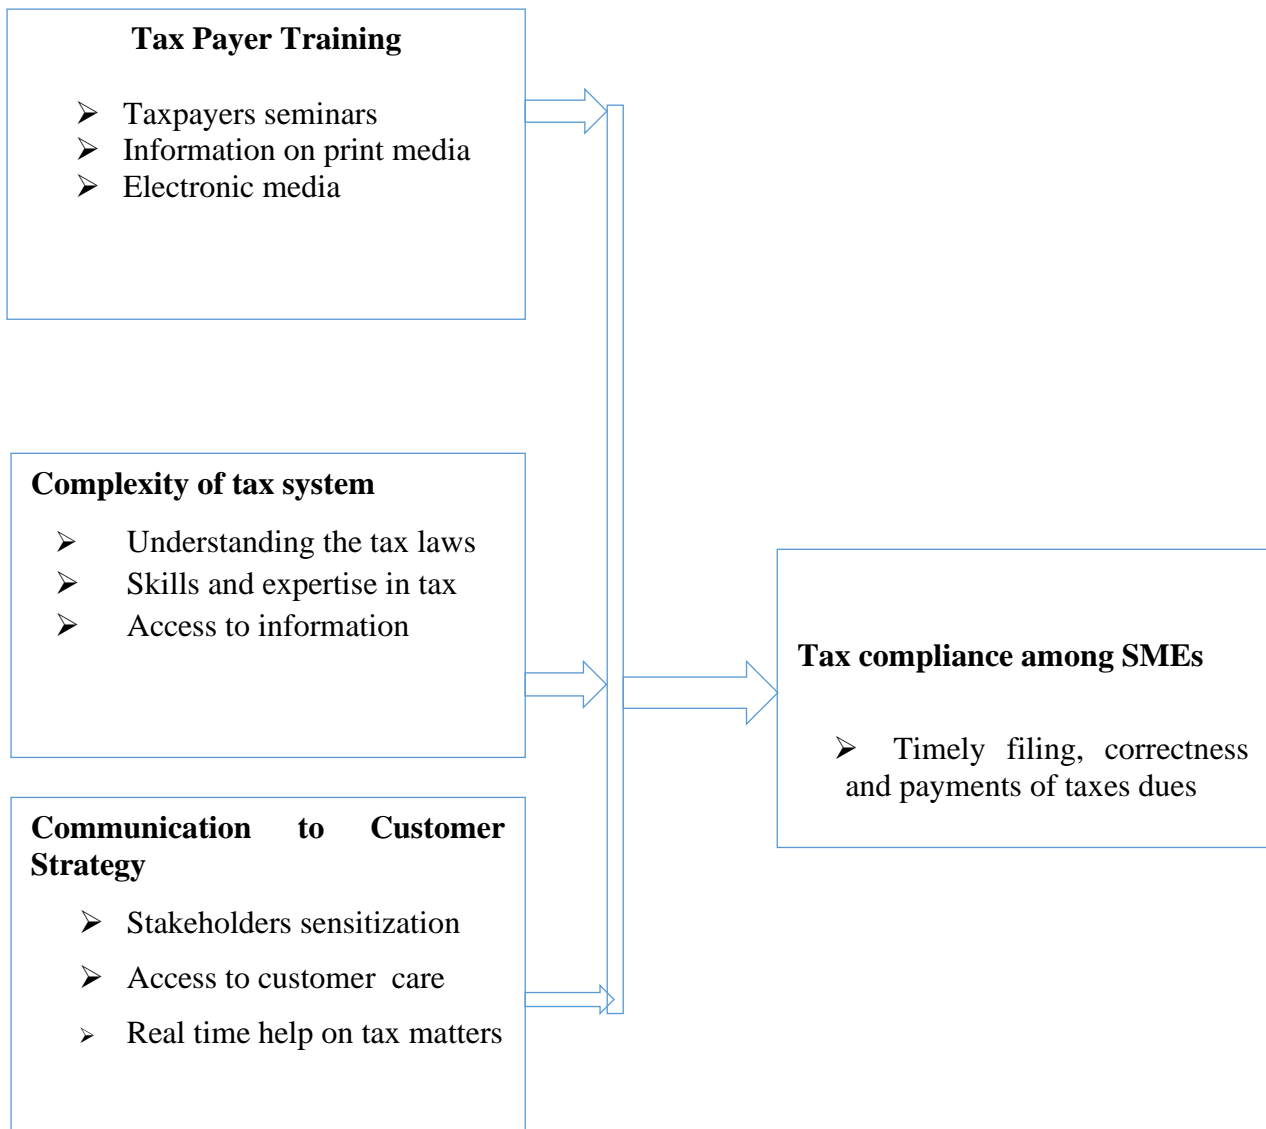 Tax Payer Training
➢ Taxpayers seminars
➢ Information on print media
➢ Electronic media
Complexity of tax system
➢ Understanding the tax laws
➢ Skills and expertise in tax
➢ Access to information
Communication to Customer
Strategy
➢ Stakeholders sensitization
➢ Access to customer care
➢ Real time help on tax matters
Tax compliance among SMEs
➢ Timely filing, correctness
and payments of taxes dues